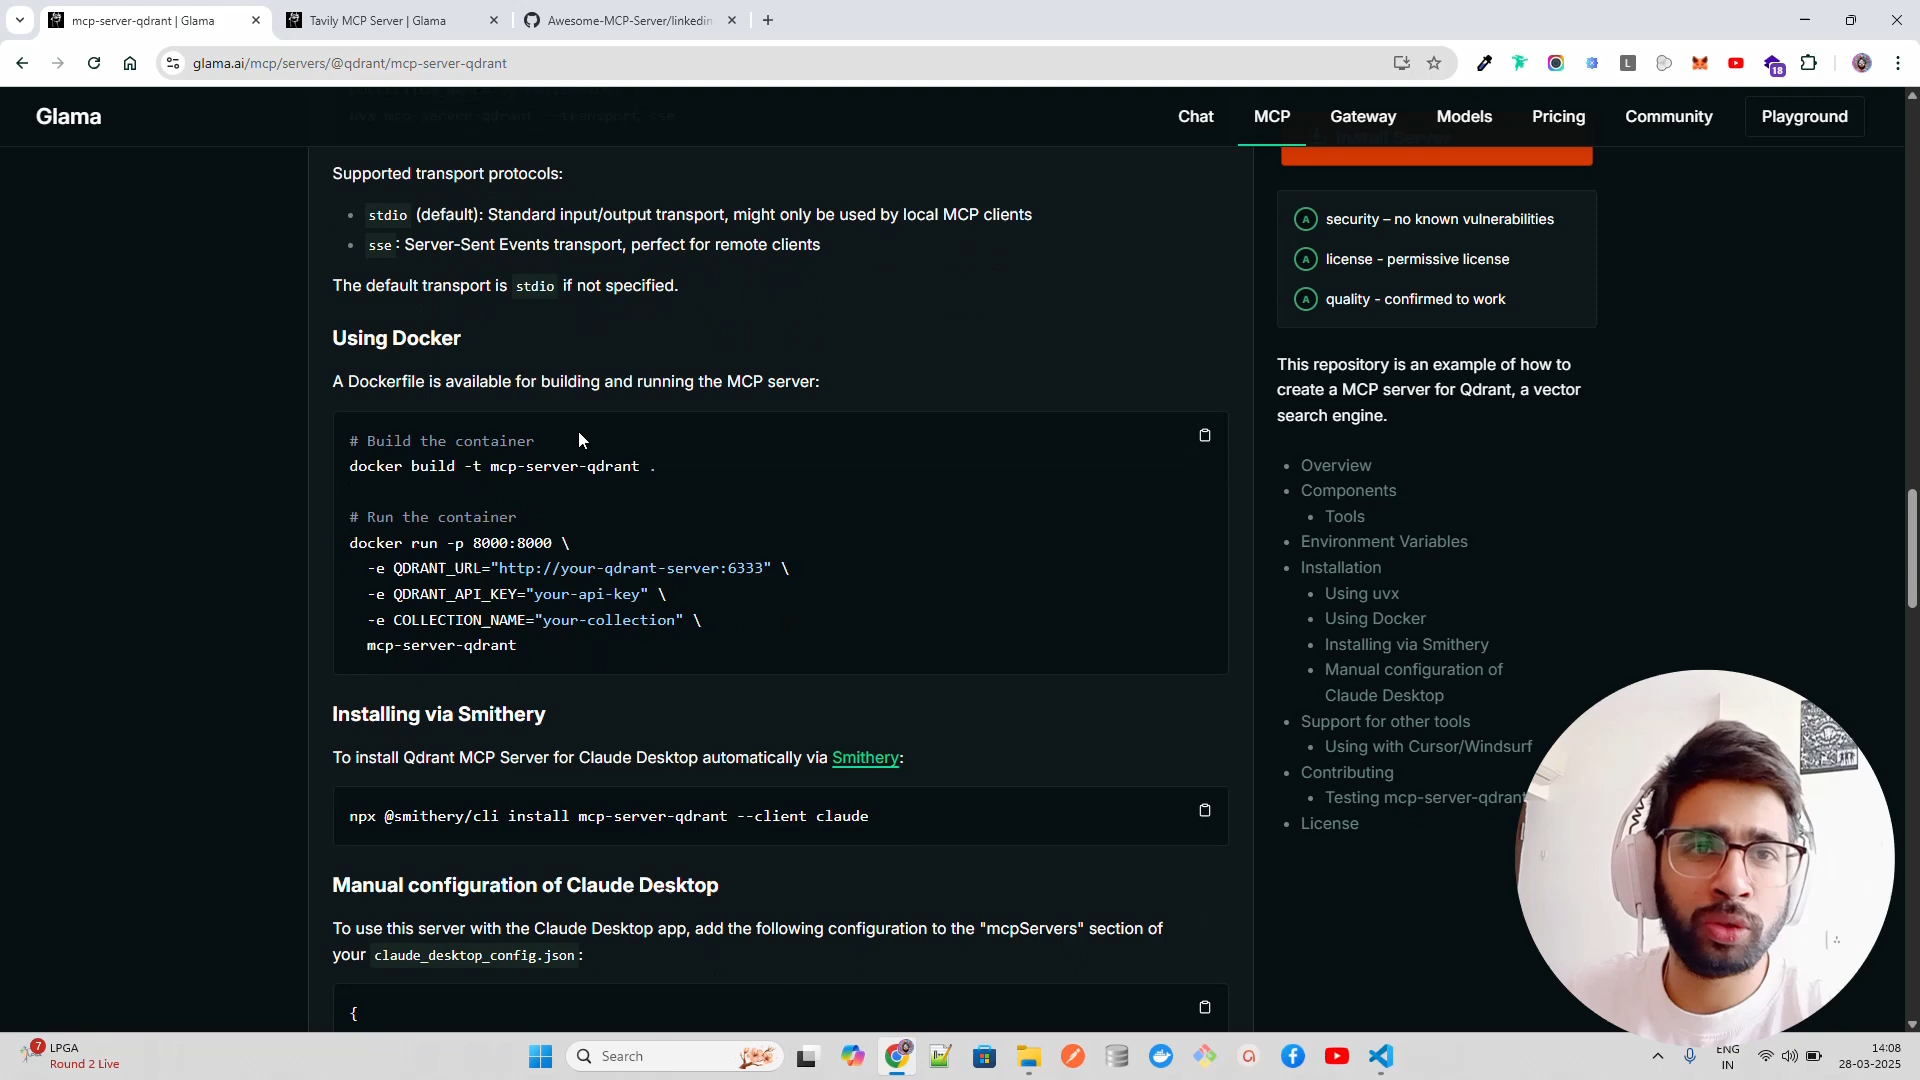 mcp-server-qdrant | Glama
Tavily MCP Server | Glama
Awesome-MCP-Server/linkedin
glama.ai/mcp/servers/@qdrant/mcp-server-qdrant
L
18
Glama
Chat
MCP
Gateway
Models
Pricing
Community
Playground
uvx mcp-server-qdrant --transport sse
Install Server
Supported transport protocols:
• stdio (default): Standard input/output transport, might only be used by local MCP clients
• sse: Server-Sent Events transport, perfect for remote clients
The default transport is stdio if not specified.
Using Docker
A Dockerfile is available for building and running the MCP server:
# Build the container
docker build -t mcp-server-qdrant .
# Run the container
docker run -p 8000:8000 \
-e QDRANT_URL="http://your-qdrant-server:6333" \
-e QDRANT_API_KEY="your-api-key" \
-e COLLECTION_NAME="your-collection" \
mcp-server-qdrant
Installing via Smithery
To install Qdrant MCP Server for Claude Desktop automatically via Smithery:
npx @smithery/cli install mcp-server-qdrant --client claude
Manual configuration of Claude Desktop
To use this server with the Claude Desktop app, add the following configuration to the "mcpServers" section of
your claude_desktop_config.json:
{
A security – no known vulnerabilities
A license - permissive license
A quality - confirmed to work
This repository is an example of how to
create a MCP server for Qdrant, a vector
search engine.
• Overview
• Components
• Tools
• Environment Variables
• Installation
• Using uvx
• Using Docker
• Installing via Smithery
• Manual configuration of
Claude Desktop
• Support for other tools
• Using with Cursor/Windsurf
• Contributing
• Testing mcp-server-qdrant
• License
7
LPGA
Round 2 Live
Search
ENG
IN
14:08
28-03-2025